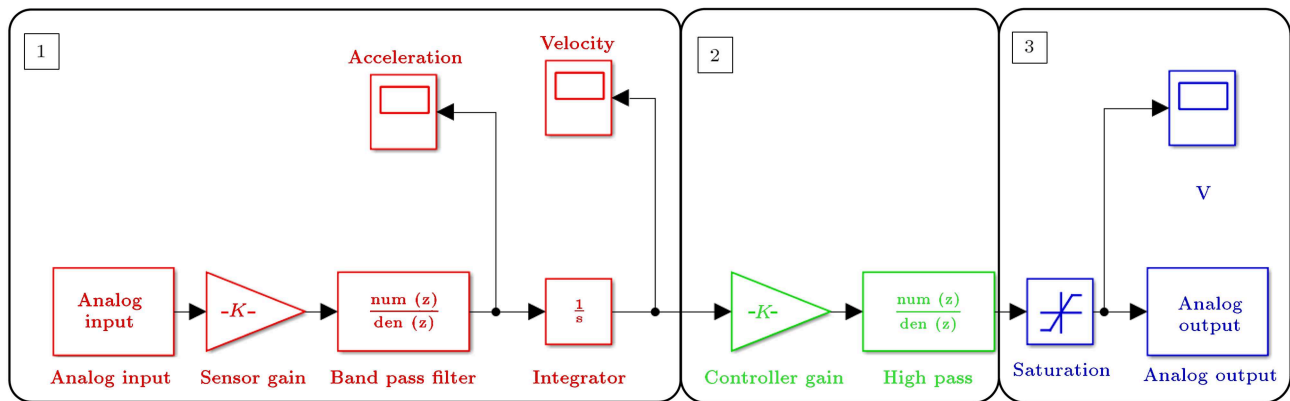 1
Acceleration
Velocity
Analog
input
Analog input
-K-
Sensor gain
num (z)
den (z)
Band pass filter
1
s
Integrator
2
-K-
Controller gain
num (z)
den (z)
High pass
3
V
Saturation
Analog
output
Analog output